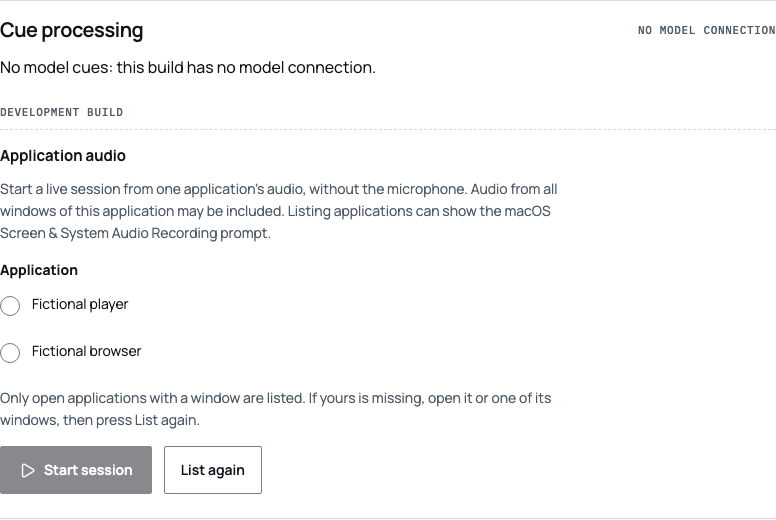 Cue processing
NO MODEL CONNECTION
No model cues: this build has no model connection.
DEVELOPMENT BUILD
Application audio
Start a live session from one application's audio, without the microphone. Audio from all
windows of this application may be included. Listing applications can show the macOS
Screen & System Audio Recording prompt.
Application
Fictional player
Fictional browser
Only open applications with a window are listed. If yours is missing, open it or one of its
windows, then press List again.
Start session
List again